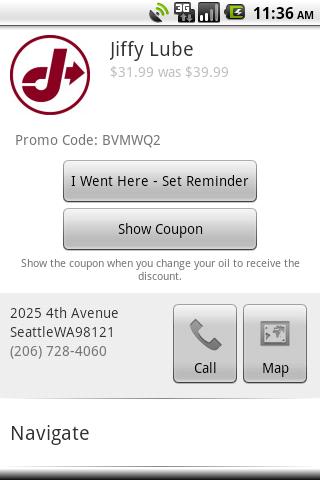 3G
11:36 AM
Jiffy Lube
$31.99 was $39.99
Promo Code: BVMWQ2
I Went Here - Set Reminder
Show Coupon
Show the coupon when you change your oil to receive the
discount.
2025 4th Avenue
SeattleWA98121
(206) 728-4060
Call
Map
Navigate